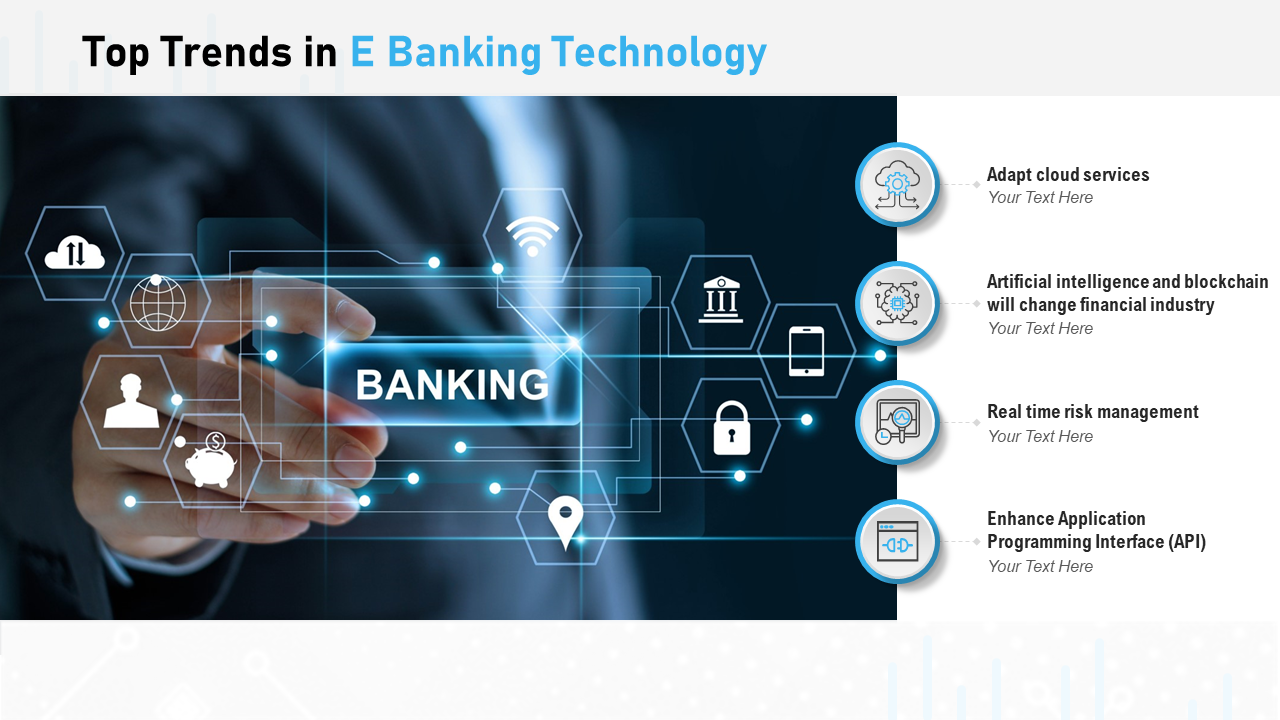 Top Trends in E Banking Technology
BANKING
$
Adapt cloud services
Your Text Here
Artificial intelligence and blockchain
will change financial industry
Your Text Here
Real time risk management
Your Text Here
Enhance Application
Programming Interface (API)
Your Text Here